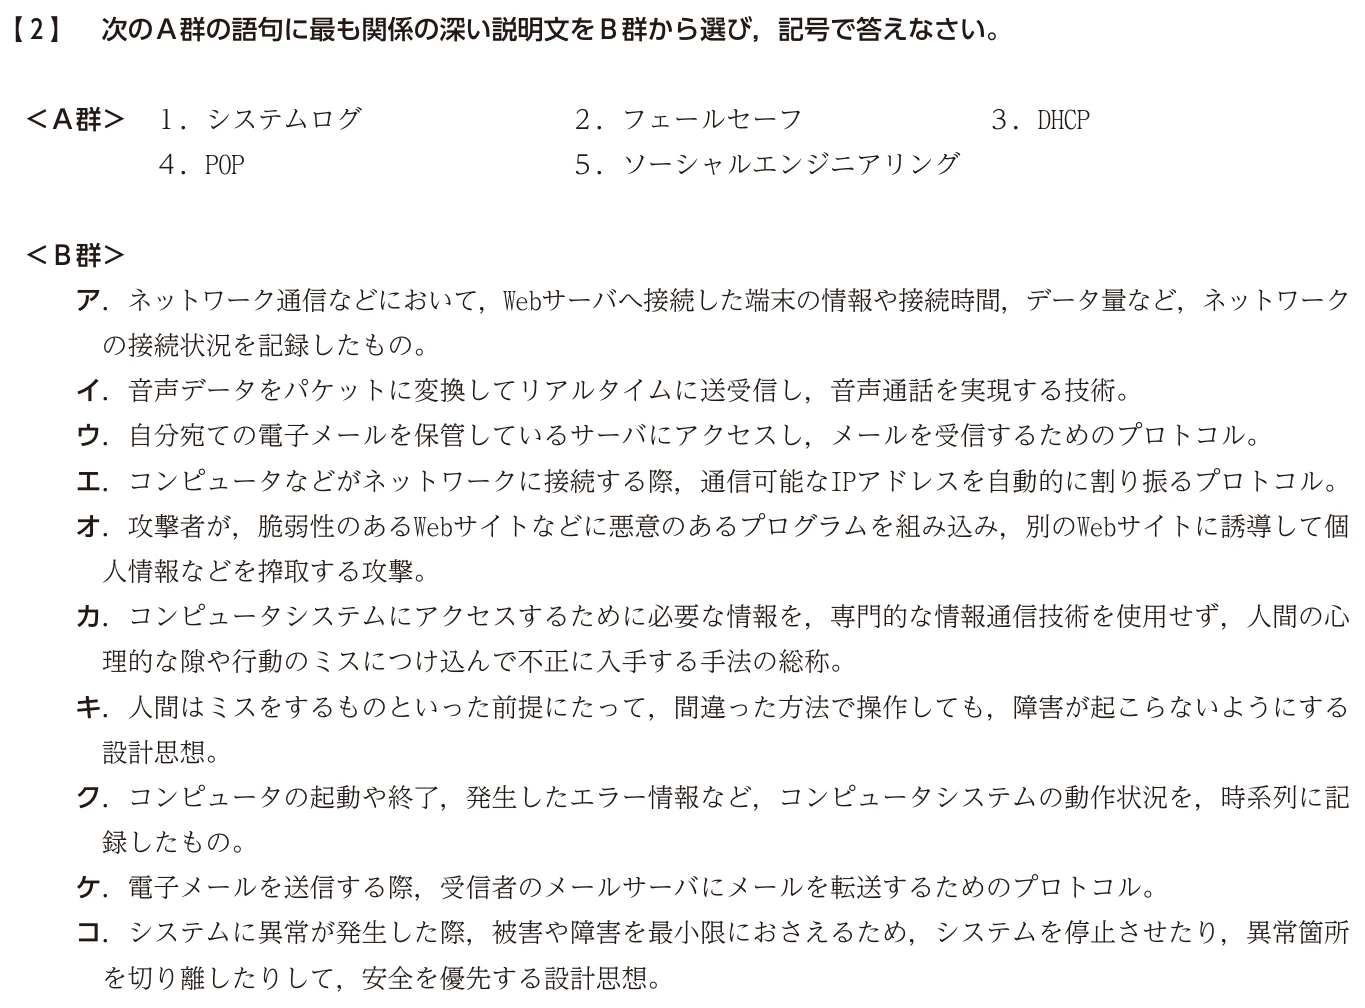 【2】　次のA群の語句に最も関係の深い説明文をB群から選び，記号で答えなさい。
＜A群＞　１．システムログ　２．フェールセーフ　３．DHCP
４．POP　５．ソーシャルエンジニアリング
＜B群＞
ア．ネットワーク通信などにおいて，Webサーバへ接続した端末の情報や接続時間，データ量など，ネットワーク
の接続状況を記録したもの。
イ．音声データをパケットに変換してリアルタイムに送受信し，音声通話を実現する技術。
ウ．自分宛ての電子メールを保管しているサーバにアクセスし，メールを受信するためのプロトコル。
エ．コンピュータなどがネットワークに接続する際，通信可能なIPアドレスを自動的に割り振るプロトコル。
オ．攻撃者が，脆弱性のあるWebサイトなどに悪意のあるプログラムを組み込み，別のWebサイトに誘導して個
人情報などを搾取する攻撃。
カ．コンピュータシステムにアクセスするために必要な情報を，専門的な情報通信技術を使用せず，人間の心
理的な隙や行動のミスにつけ込んで不正に入手する手法の総称。
キ．人間はミスをするものといった前提にたって，間違った方法で操作しても，障害が起こらないようにする
設計思想。
ク．コンピュータの起動や終了，発生したエラー情報など，コンピュータシステムの動作状況を，時系列に記
録したもの。
ケ．電子メールを送信する際，受信者のメールサーバにメールを転送するためのプロトコル。
コ．システムに異常が発生した際，被害や障害を最小限におさえるため，システムを停止させたり，異常箇所
を切り離したりして，安全を優先する設計思想。